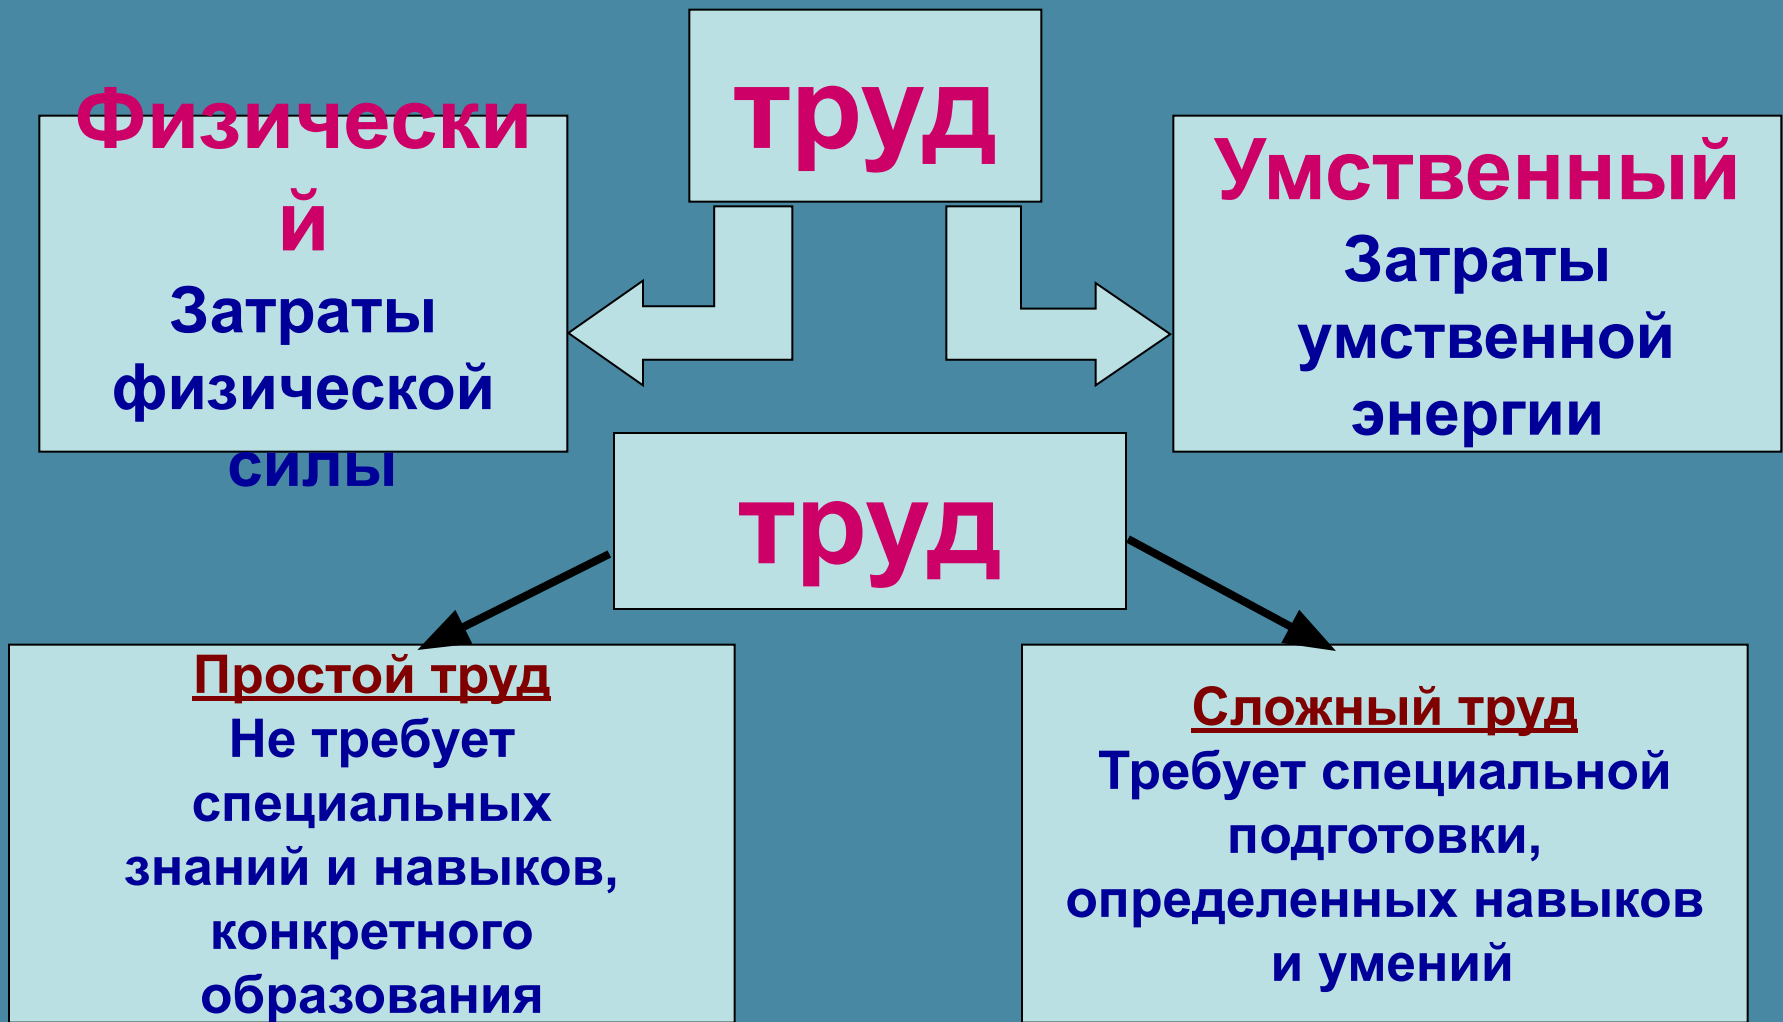 труд
Физически
й
Затраты
физической
силы
Умственный
Затраты
умственной
энергии
труд
Простой труд
Не требует
специальных
знаний и навыков,
конкретного
образования
Сложный труд
Требует специальной
подготовки,
определенных навыков
и умений